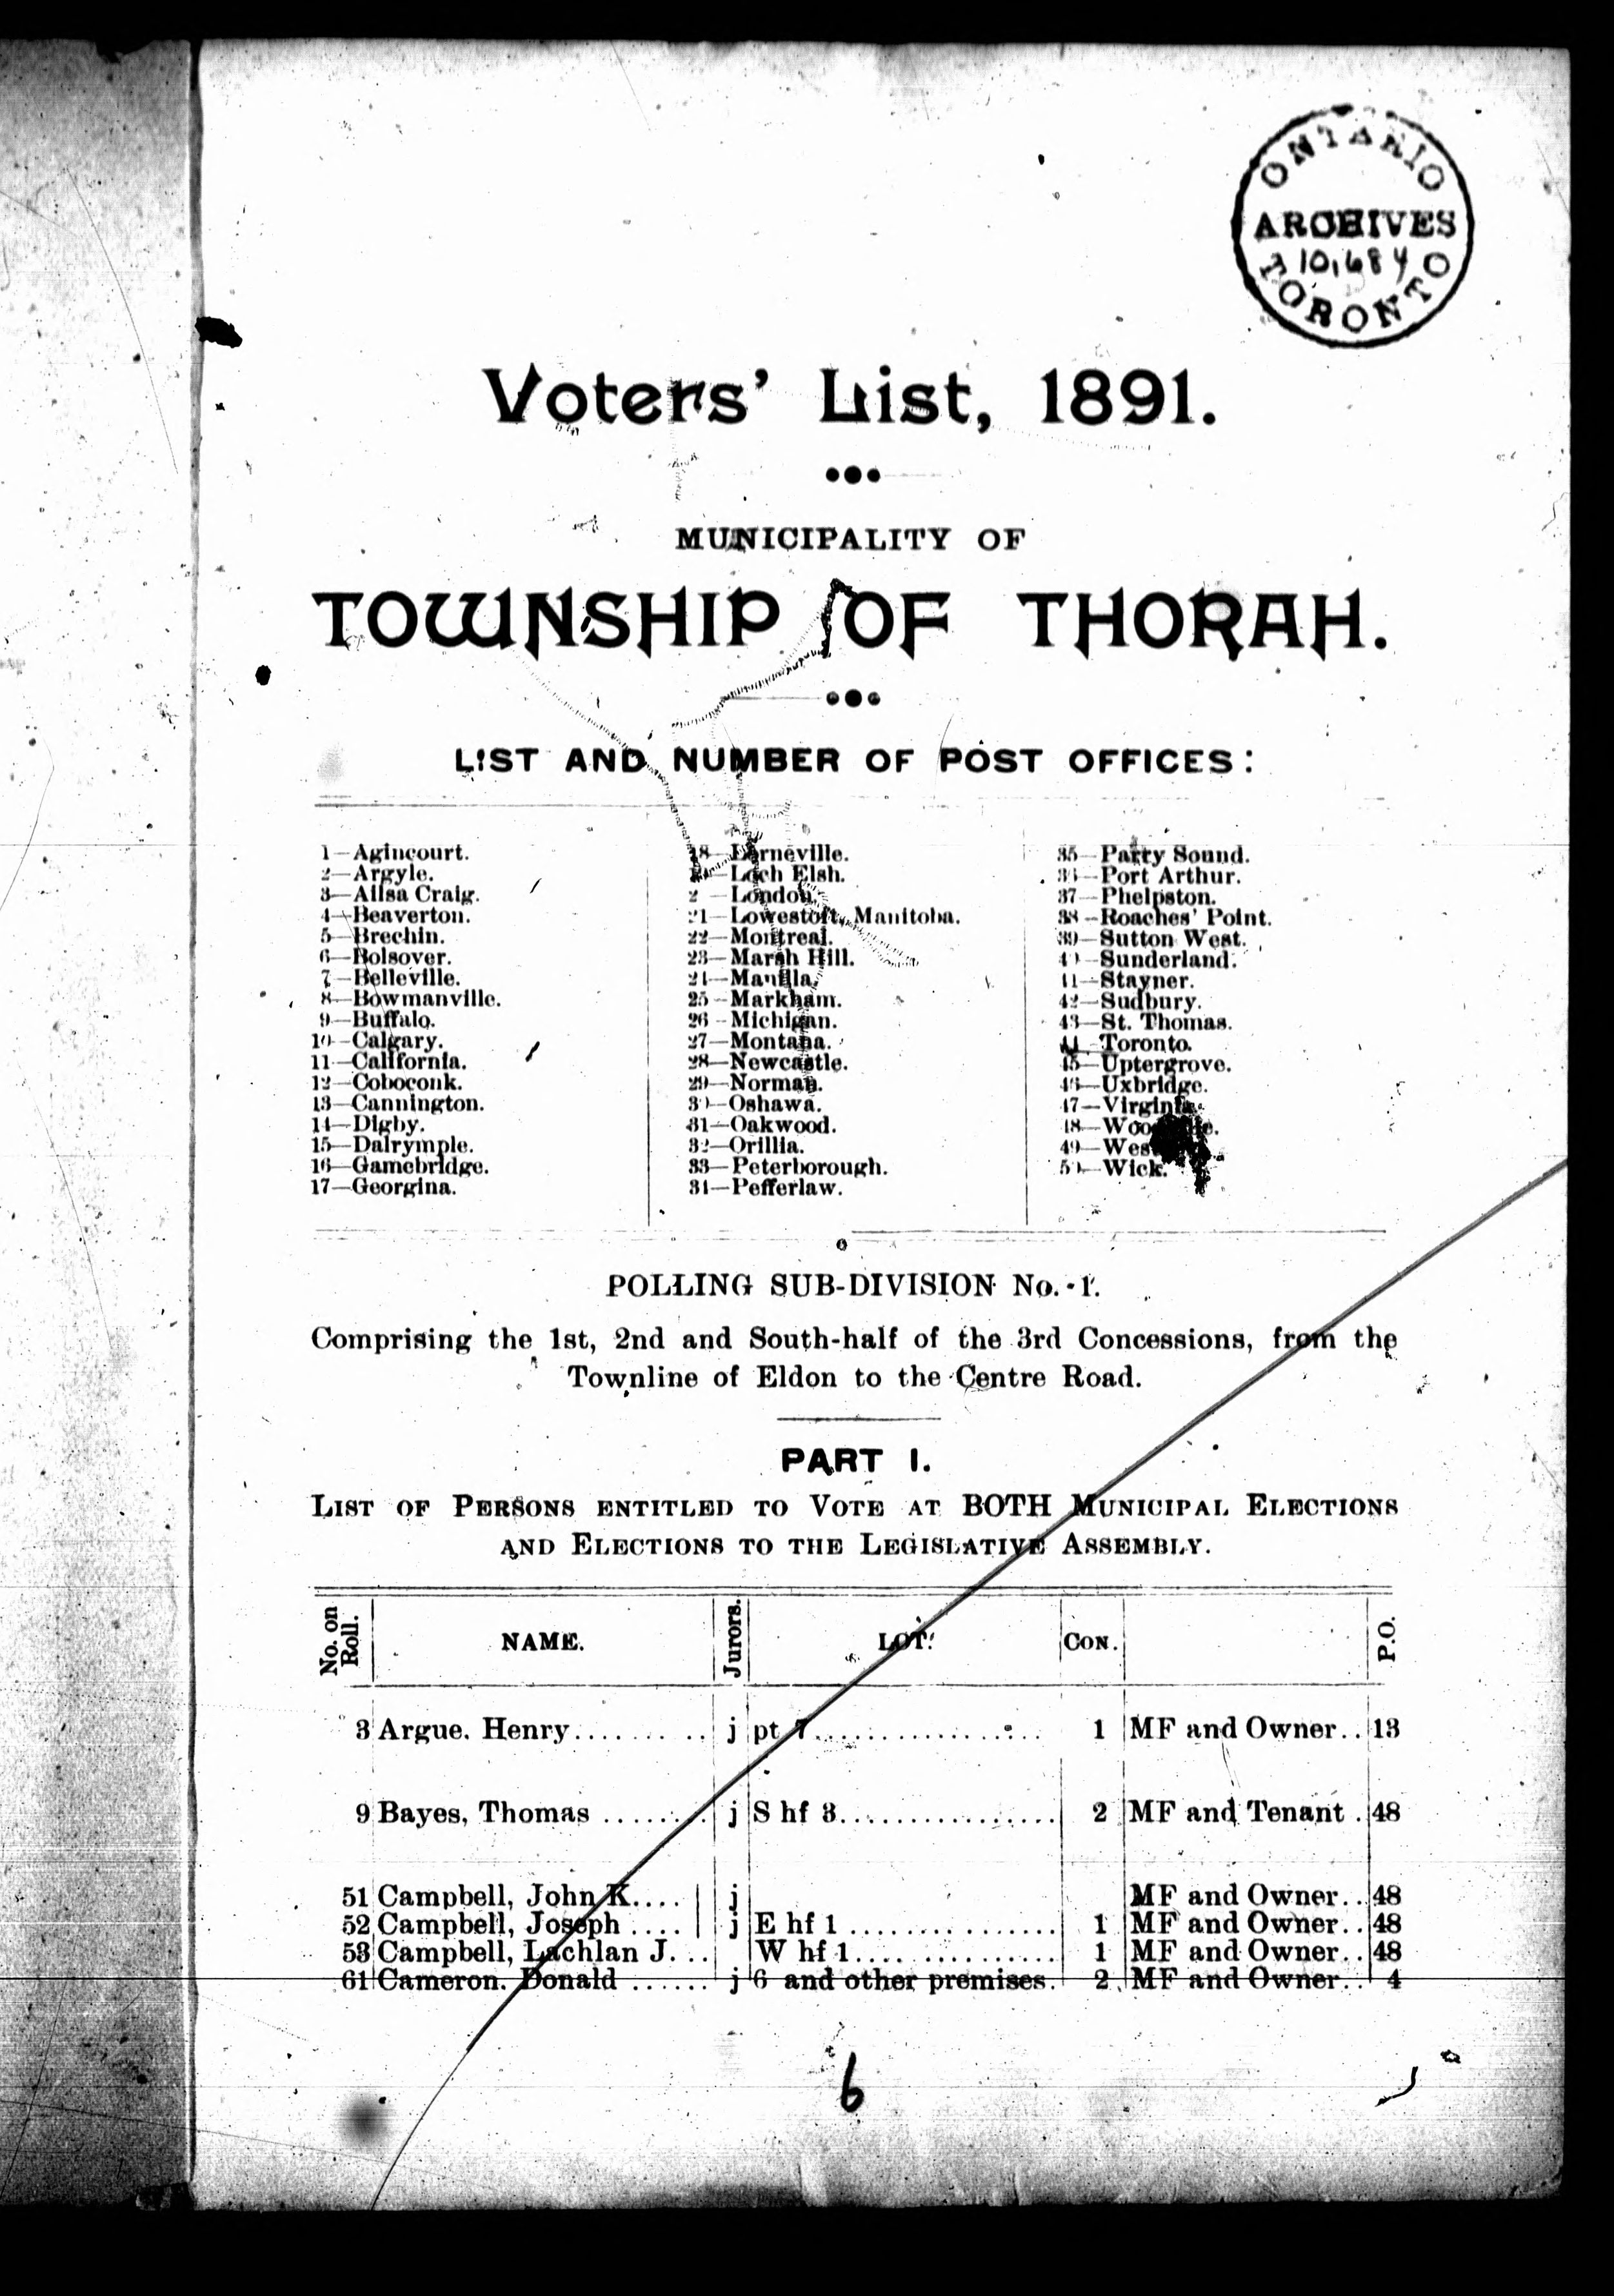 ONTARIO
ARCHIVES
10,684
TORONTO
Voters' List, 1891.
MUNICIPALITY OF
TOWNSHIP OF THORAH.
LIST AND NUMBER OF POST OFFICES:
1—Agincourt.
2—Argyle.
3—Ailsa Craig.
4—Beaverton.
5—Brechin.
6—Bolsover.
7—Belleville.
8—Bowmanville.
9—Buffalo.
10—Calgary.
11—California.
12—Coboconk.
13—Cannington.
14—Digby.
15—Dalrymple.
16—Gamebridge.
17—Georgina.
18—Lorneville.
19—Loch Elsh.
2 —London.
21—Lowestoft, Manitoba.
22—Montreal.
23—Marsh Hill.
24—Manilla.
25—Markham.
26—Michigan.
27—Montana.
28—Newcastle.
29—Norman.
30—Oshawa.
31—Oakwood.
32—Orillia.
33—Peterborough.
34—Pefferlaw.
35—Parry Sound.
36—Port Arthur.
37—Phelpston.
38—Roaches' Point.
39—Sutton West.
40—Sunderland.
41—Stayner.
42—Sudbury.
43—St. Thomas.
44—Toronto.
45—Uptergrove.
46—Uxbridge.
47—Virginia.
48—
49—
50—Wick.
POLLING SUB-DIVISION No. 1.
Comprising the 1st, 2nd and South-half of the 3rd Concessions, from the
Townline of Eldon to the Centre Road.
PART I.
LIST OF PERSONS ENTITLED TO VOTE AT BOTH MUNICIPAL ELECTIONS
AND ELECTIONS TO THE LEGISLATIVE ASSEMBLY.
No. on Roll. NAME. Jurors. LOT. CON. P.O.
3 Argue, Henry.......... j pt 7.............. 1 MF and Owner.. 13
9 Bayes, Thomas ....... j S hf 3................ 2 MF and Tenant . 48
51 Campbell, John K.... j MF and Owner.. 48
52 Campbell, Joseph .... j E hf 1 ............... 1 MF and Owner.. 48
53 Campbell, Lachlan J. .. W hf 1............... 1 MF and Owner.. 48
61 Cameron, Donald ...... j 6 and other premises. 2 MF and Owner.. 4
6